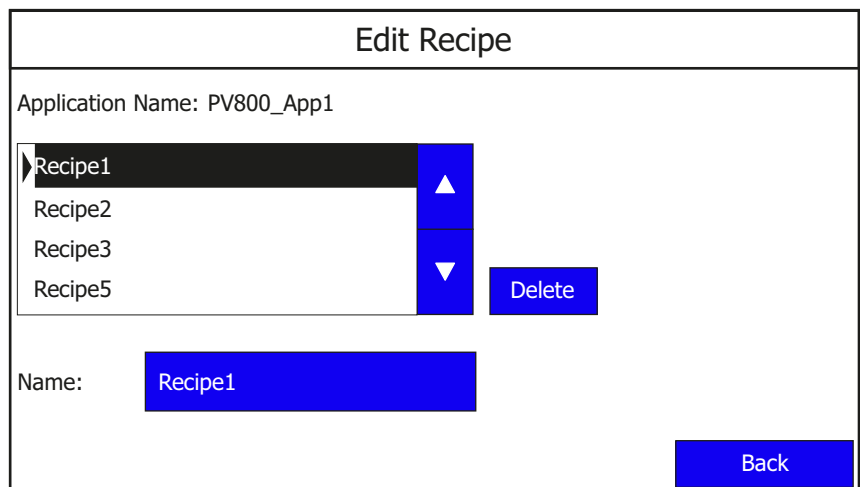 Edit Recipe
Application Name: PV800_App1
Recipe1
Recipe2
Recipe3
Recipe5
Delete
Name:
Recipe1
Back